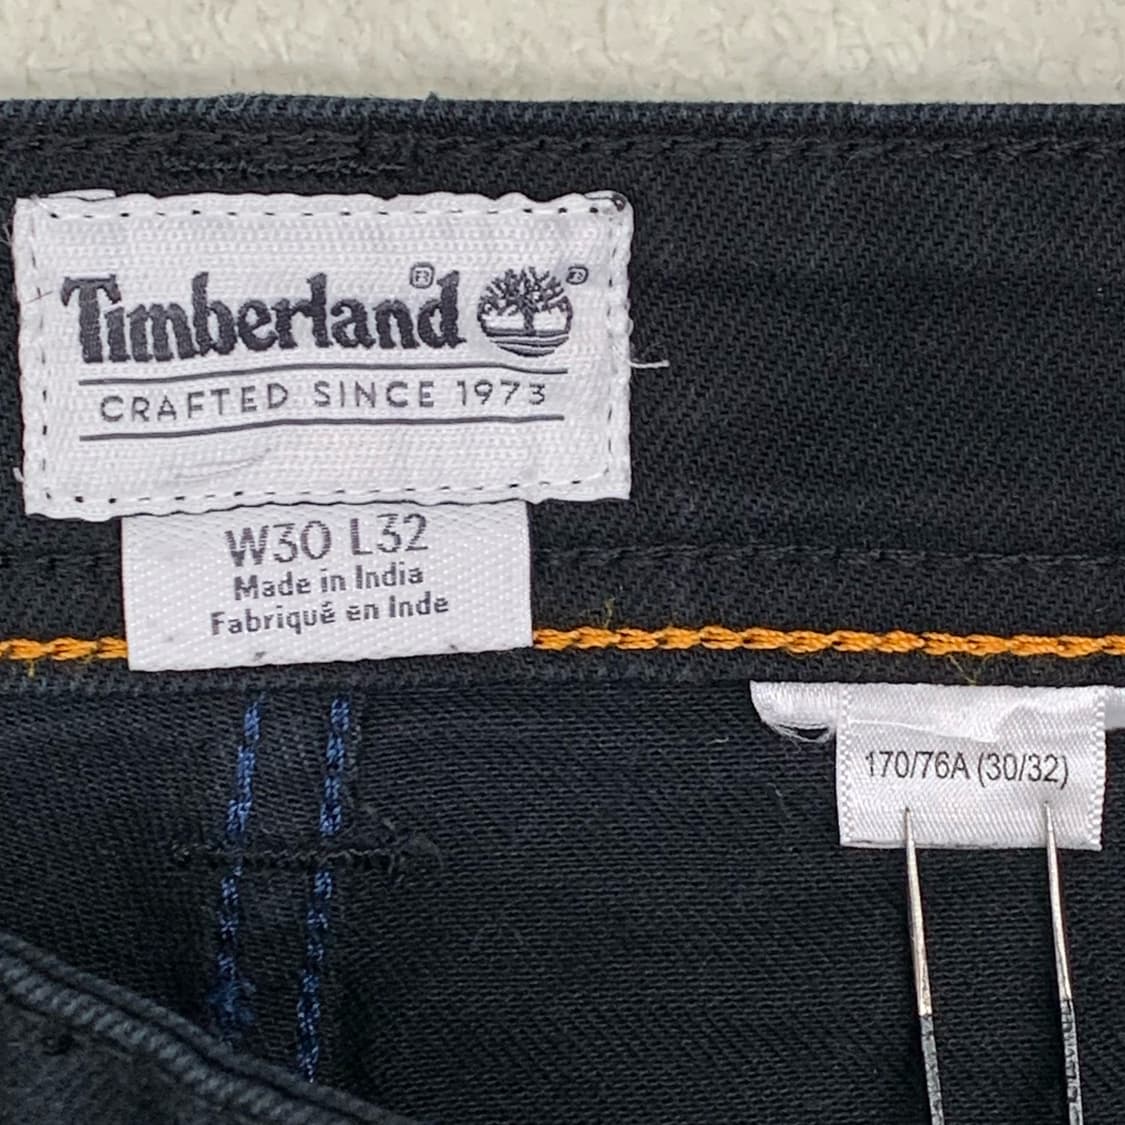 Timberland®
CRAFTED SINCE 1973
W30 L32
Made in India
Fabriqué en Inde
170/76A (30/32)